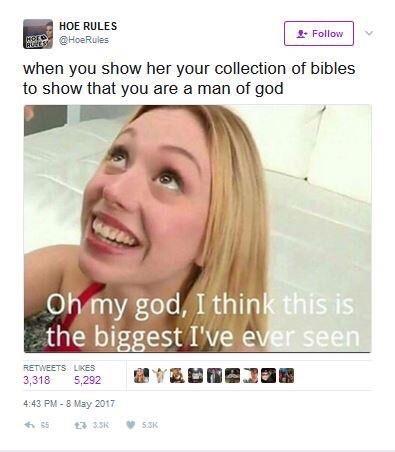 HOE RULES
@HoeRules
Follow
when you show her your collection of bibles
to show that you are a man of god
Oh my god, I think this is
the biggest I've ever seen
RETWEETS LIKES
3,318 5,292
4:43 PM - 8 May 2017
65 3.3K 5.3K